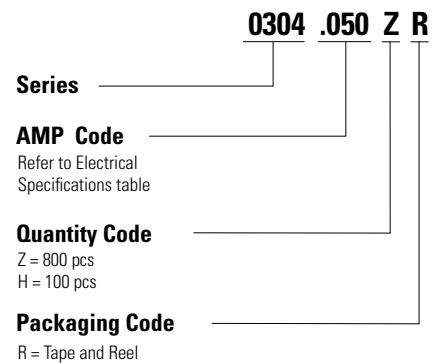 0304 .050 Z R
Series
AMP Code
Refer to Electrical
Specifications table
Quantity Code
Z = 800 pcs
H = 100 pcs
Packaging Code
R = Tape and Reel